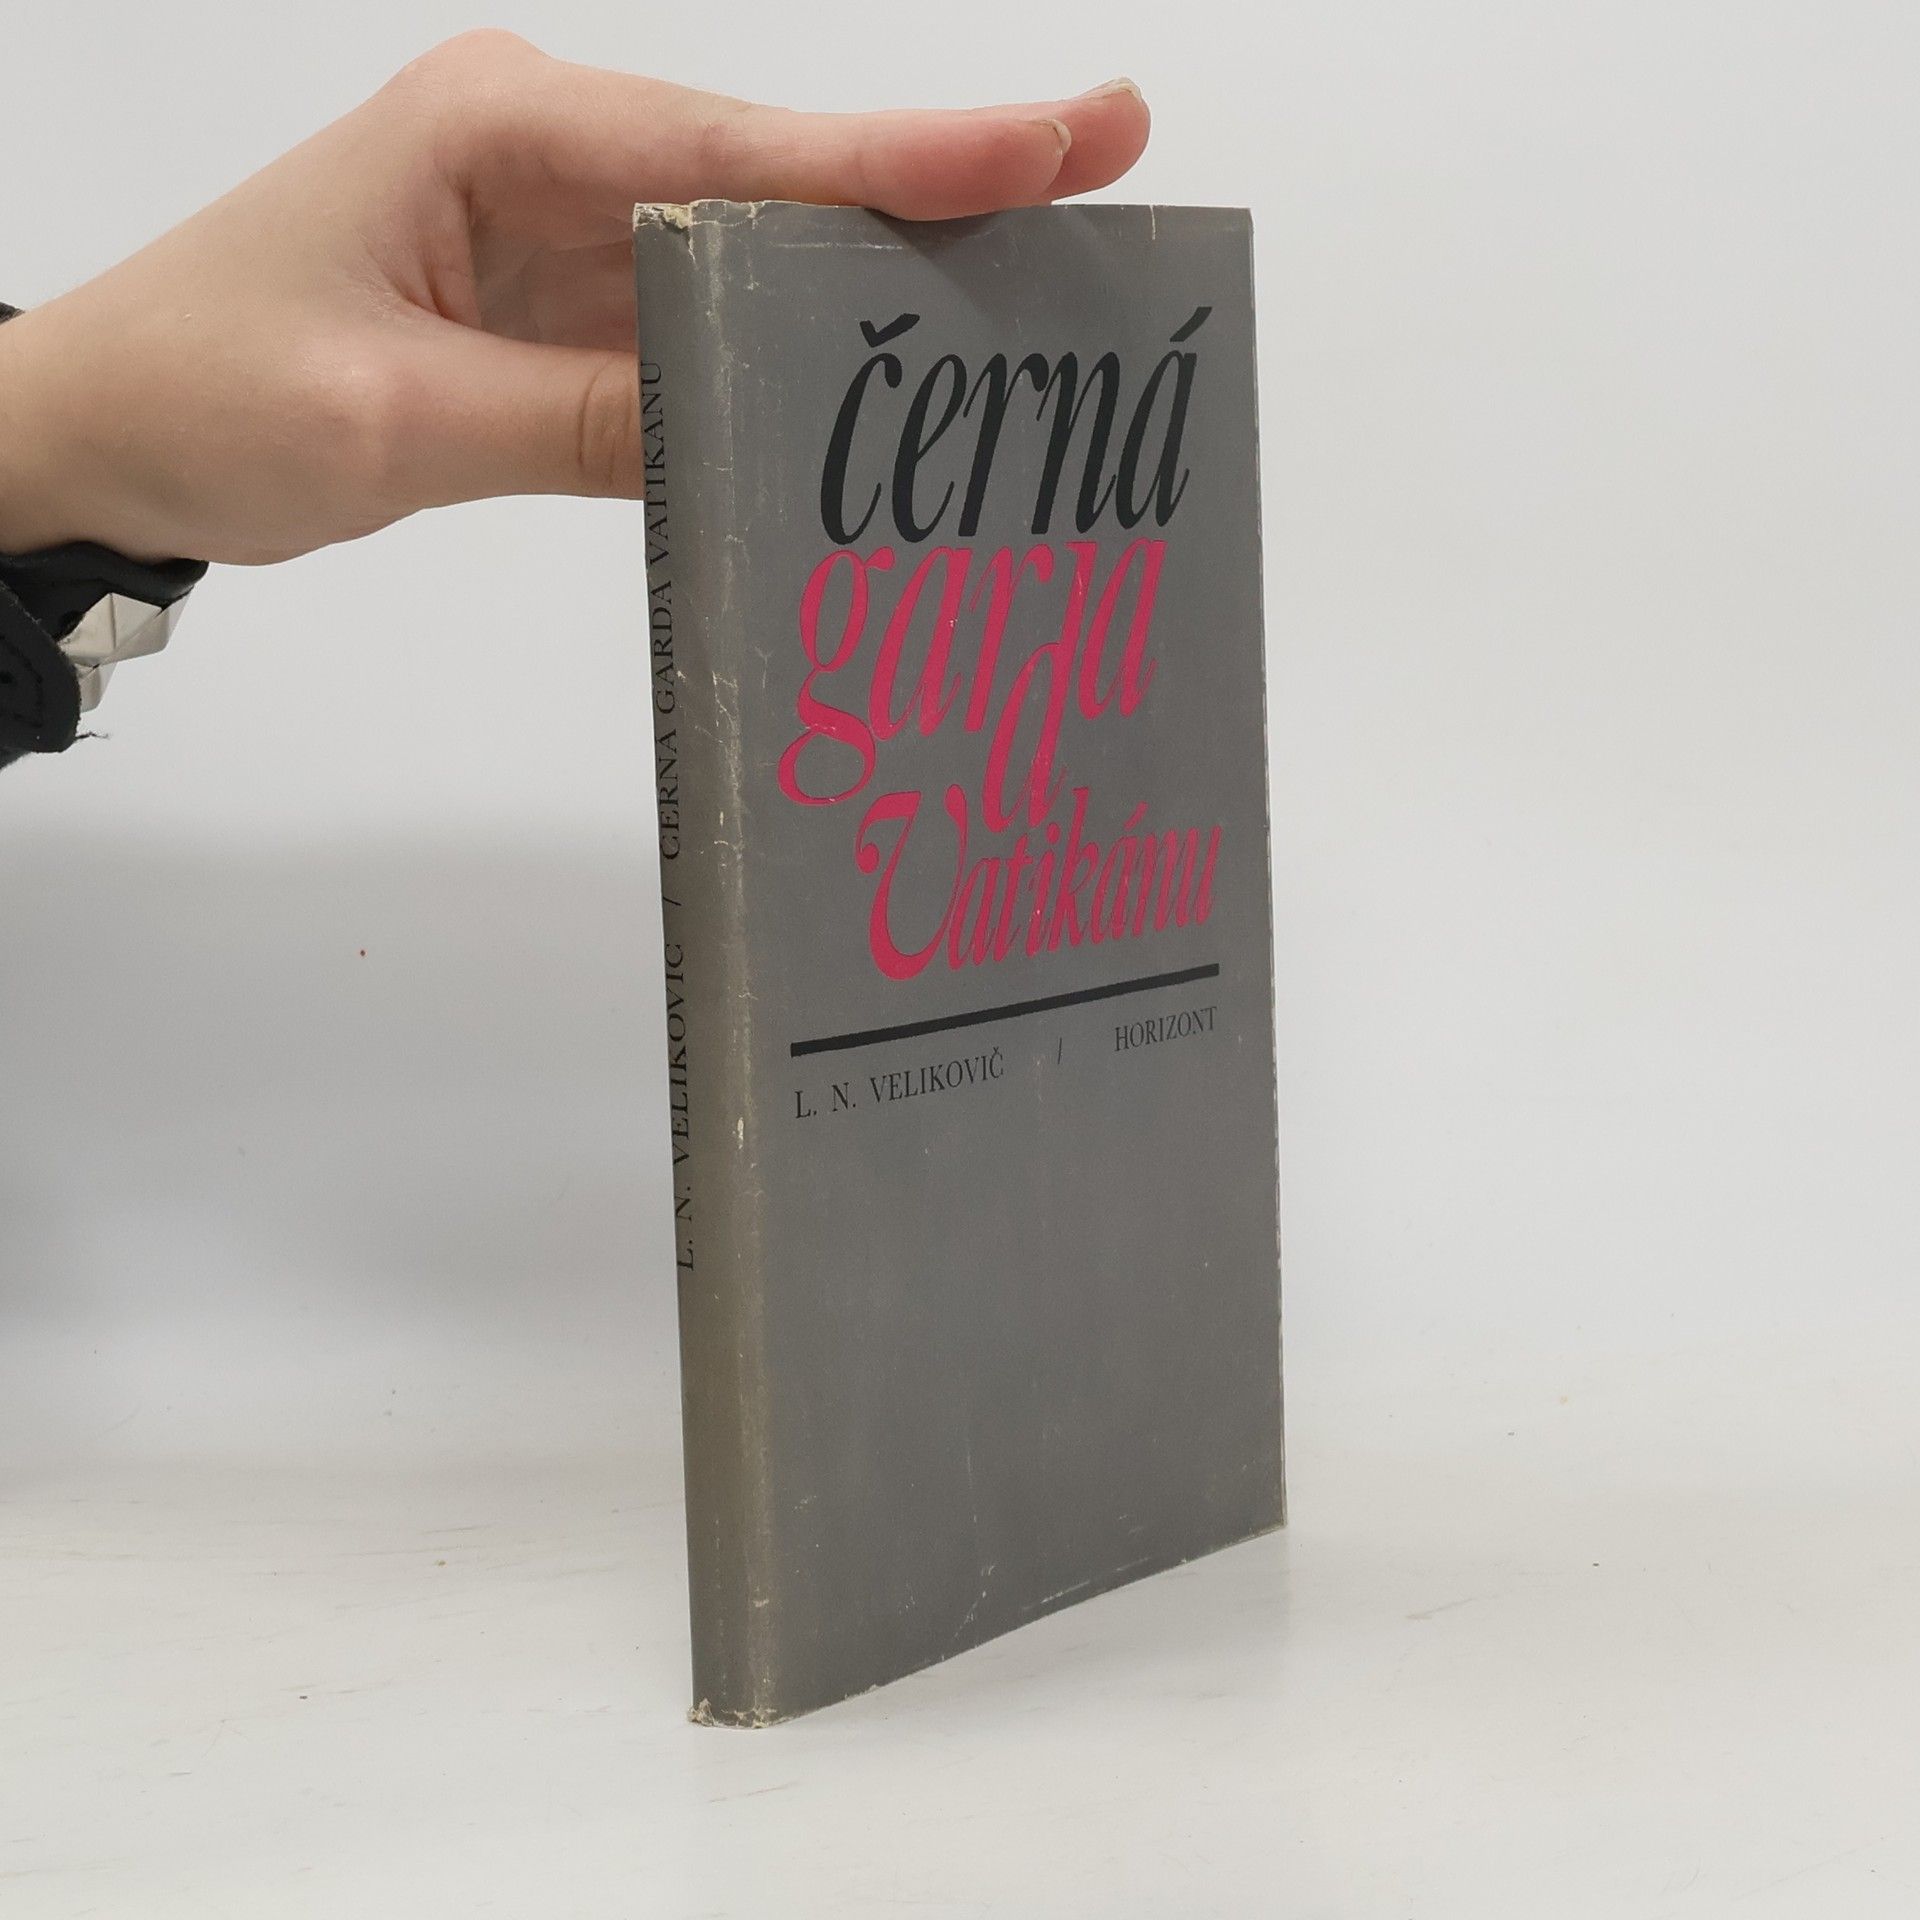 L. N. VELIKOVIČ / ČERNÁ GARDA VATIKÁNU
černá
garda
Vatikánu
L. N. VELIKOVIČ / HORIZONT